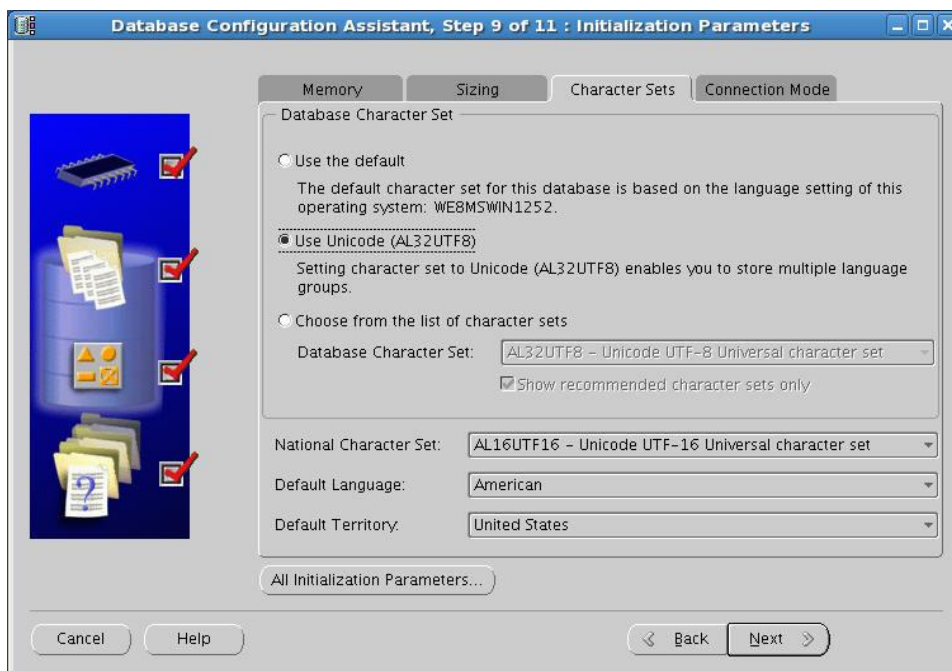 Database Configuration Assistant, Step 9 of 11 : Initialization Parameters
Memory Sizing Character Sets Connection Mode
Database Character Set
Use the default
The default character set for this database is based on the language setting of this
operating system: WE8MSWIN1252.
Use Unicode (AL32UTF8)
Setting character set to Unicode (AL32UTF8) enables you to store multiple language
groups.
Choose from the list of character sets
Database Character Set: AL32UTF8 - Unicode UTF-8 Universal character set
Show recommended character sets only
National Character Set: AL16UTF16 - Unicode UTF-16 Universal character set
Default Language: American
Default Territory: United States
All Initialization Parameters...
Cancel Help Back Next